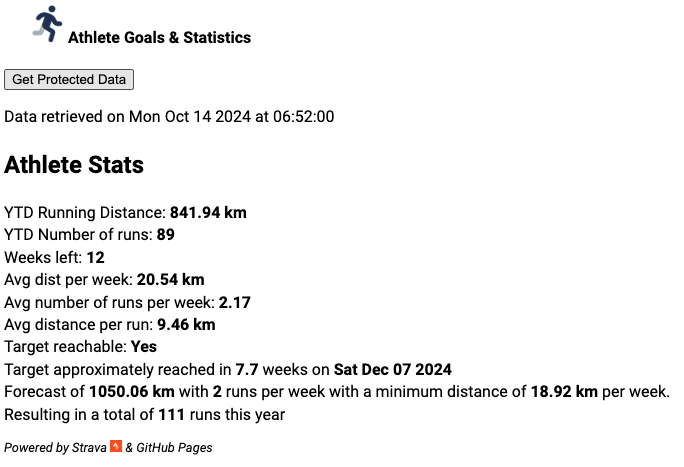 Athlete Goals & Statistics
Get Protected Data
Data retrieved on Mon Oct 14 2024 at 06:52:00
Athlete Stats
YTD Running Distance: 841.94 km
YTD Number of runs: 89
Weeks left: 12
Avg dist per week: 20.54 km
Avg number of runs per week: 2.17
Avg distance per run: 9.46 km
Target reachable: Yes
Target approximately reached in 7.7 weeks on Sat Dec 07 2024
Forecast of 1050.06 km with 2 runs per week with a minimum distance of 18.92 km per week.
Resulting in a total of 111 runs this year
Powered by Strava & GitHub Pages